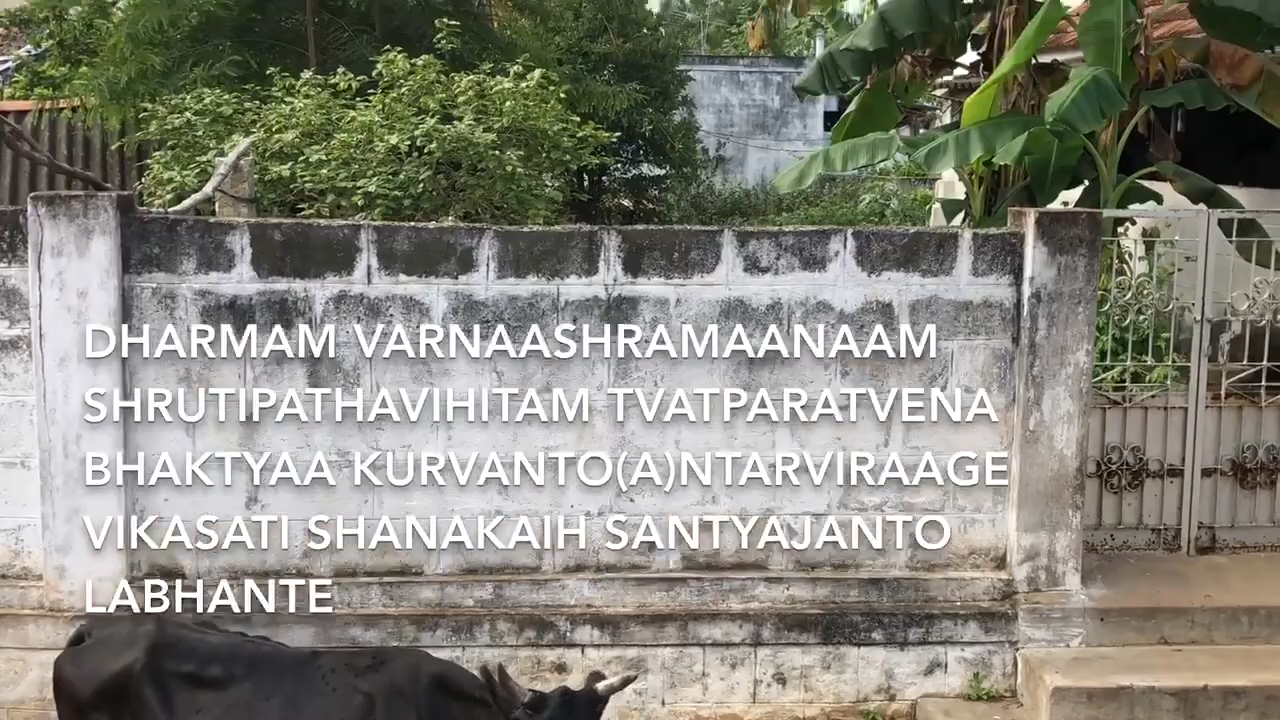 DHARMAM VARNAASHRAMAANAAM
SHRUTIPATHAVIHITAM TVATPARATVENA
BHAKTYAA KURVANTO(A)NTARVIRAAGE
VIKASATI SHANAKAIH SANTYAJANTO
LABHANTE